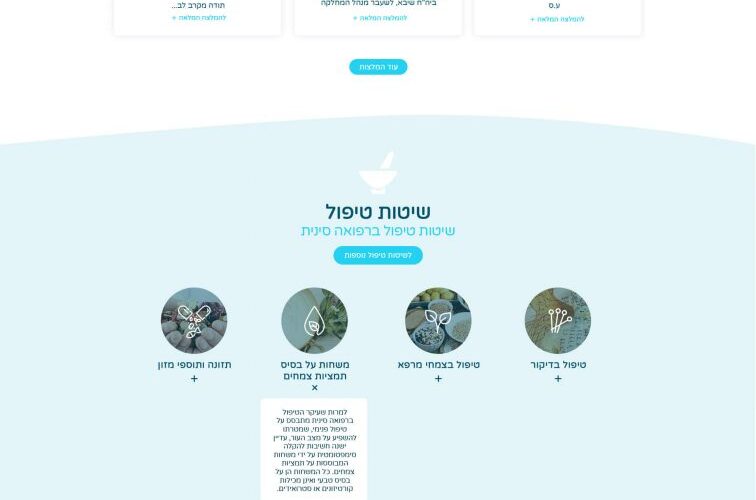 ע.ס
להמלצה המלאה +
ביה"ח שיבא, לשעבר מנהל המחלקה
להמלצה המלאה +
תודה מקרב לב...
להמלצה המלאה +
עוד המלצות
שיטות טיפול
שיטות טיפול ברפואה סינית
לשיטות טיפול נוספות
טיפול בדיקור
+
טיפול בצמחי מרפא
+
משחות על בסיס
תמציות צמחים
×
תזונה ותוספי מזון
+
למרות שעיקר הטיפול
ברפואה סינית מתבסס על
טיפול פנימי, שמטרתו
להשפיע על מצב העור, עדיין
ישנה חשיבות להקלה
סימפטומטית על ידי משחות
המבוססות על תמציות
צמחים. כל המשחות הן על
בסיס טבעי ואינן מכילות
קורטיזונים או סטרואידים.